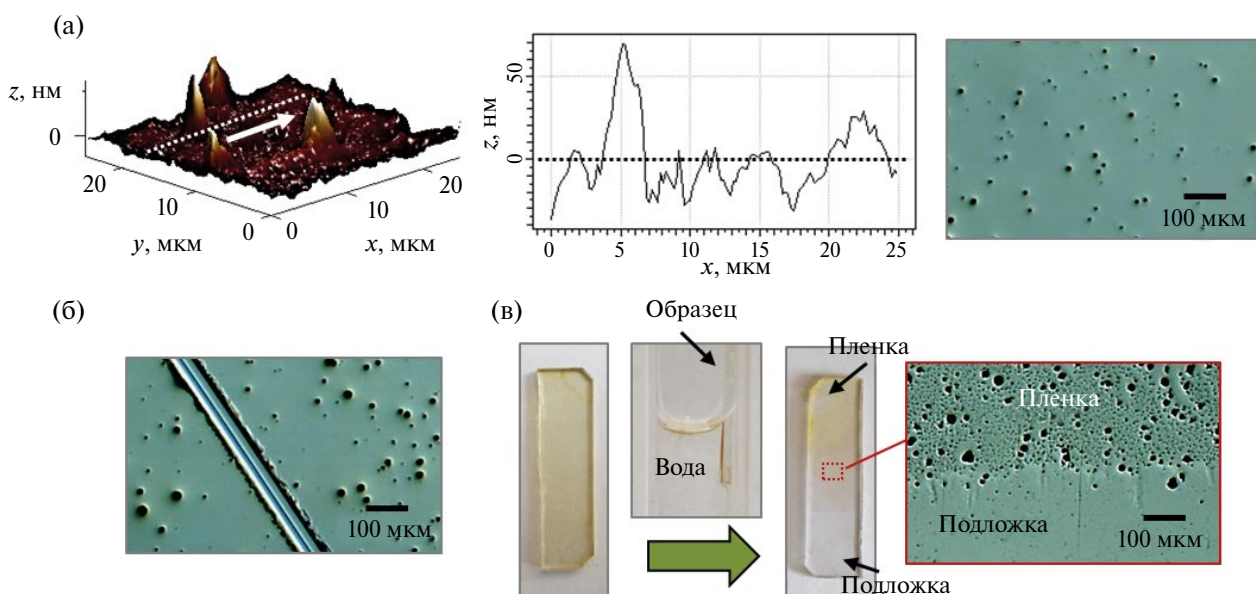 (а)
z, нм
0
20
10
0
y, мкм
0
10
20
x, мкм
z, нм
50
0
0
5
10
15
20
25
x, мкм
100 мкм
(б)
100 мкм
(в)
Образец
Вода
Пленка
Подложка
Пленка
Подложка
100 мкм